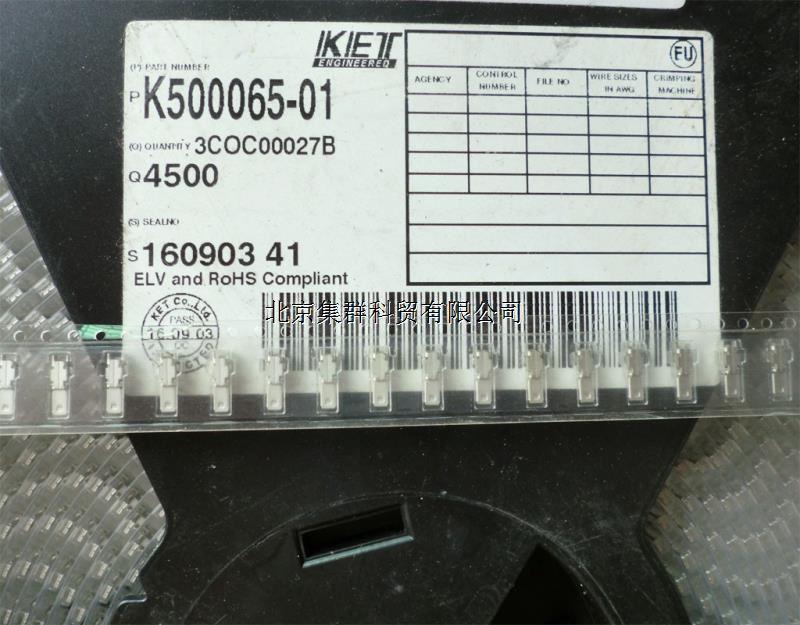 KET
ENGINEERED
(P) PART NUMBER
P K500065-01
(Q) QUANTITY 3COC00027B
Q 4500
(S) SEALNO
S 160903 41
ELV and RoHS Compliant
FU
AGENCY CONTROL NUMBER FILE NO WIRE SIZES IN AWG CRIMPING MACHINE
KET Co.,Ltd.
PASS
16.09.03
北京集群科贸有限公司